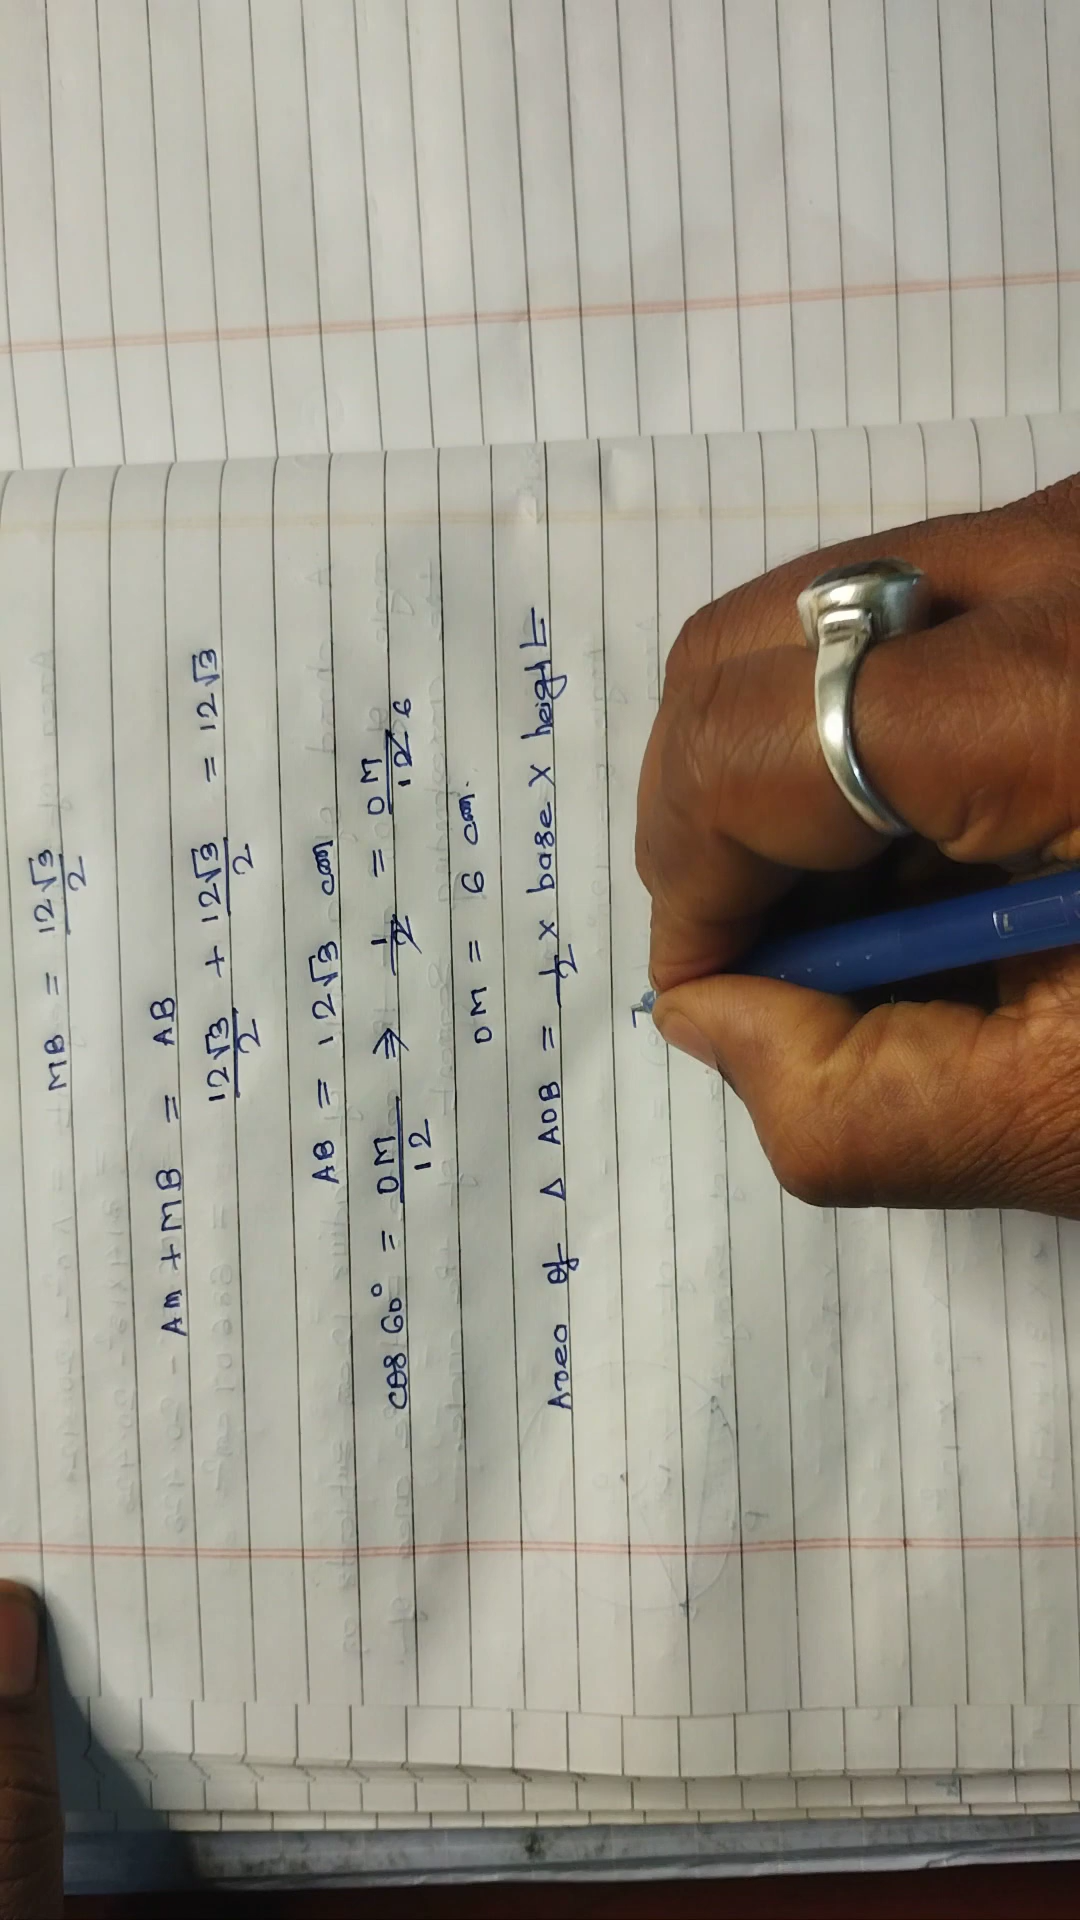 MB = 12√3/2
AM + MB = AB
12√3/2 + 12√3/2 = 12√3
AB = 12√3 cm
cos 60° = OM/12 ⇒ 1/2 = OM/12 6
OM = 6 cm.
Area of Δ AOB = 1/2 × base × height